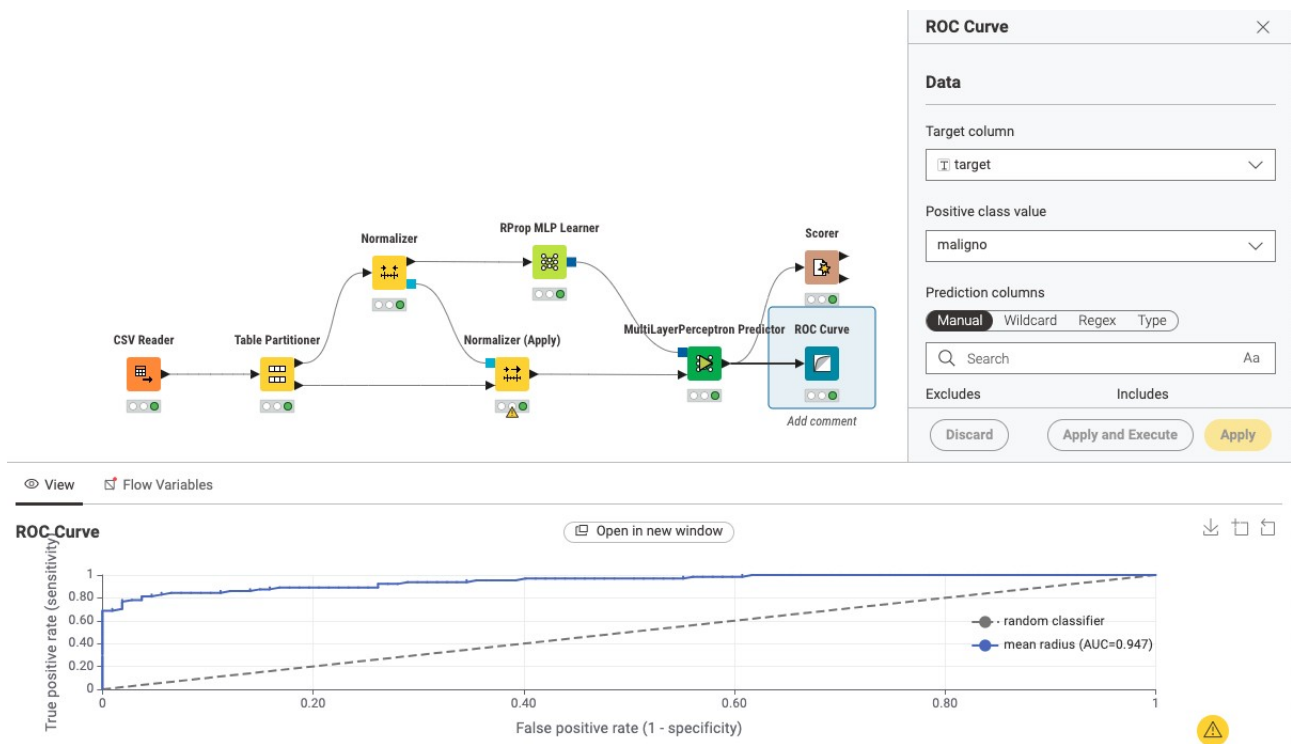 ROC Curve
Data
Target column
T target
Positive class value
maligno
Prediction columns
Manual Wildcard Regex Type
Search Aa
Excludes Includes
Discard Apply and Execute Apply
RProp MLP Learner
Normalizer
Scorer
CSV Reader
Table Partitioner
Normalizer (Apply)
MultiLayerPerceptron Predictor
ROC Curve
Add comment
View Flow Variables
ROC Curve
Open in new window
True positive rate (sensitivity)
1
0.80
0.60
0.40
0.20
0
random classifier
mean radius (AUC=0.947)
0 0.20 0.40 0.60 0.80 1
False positive rate (1 - specificity)